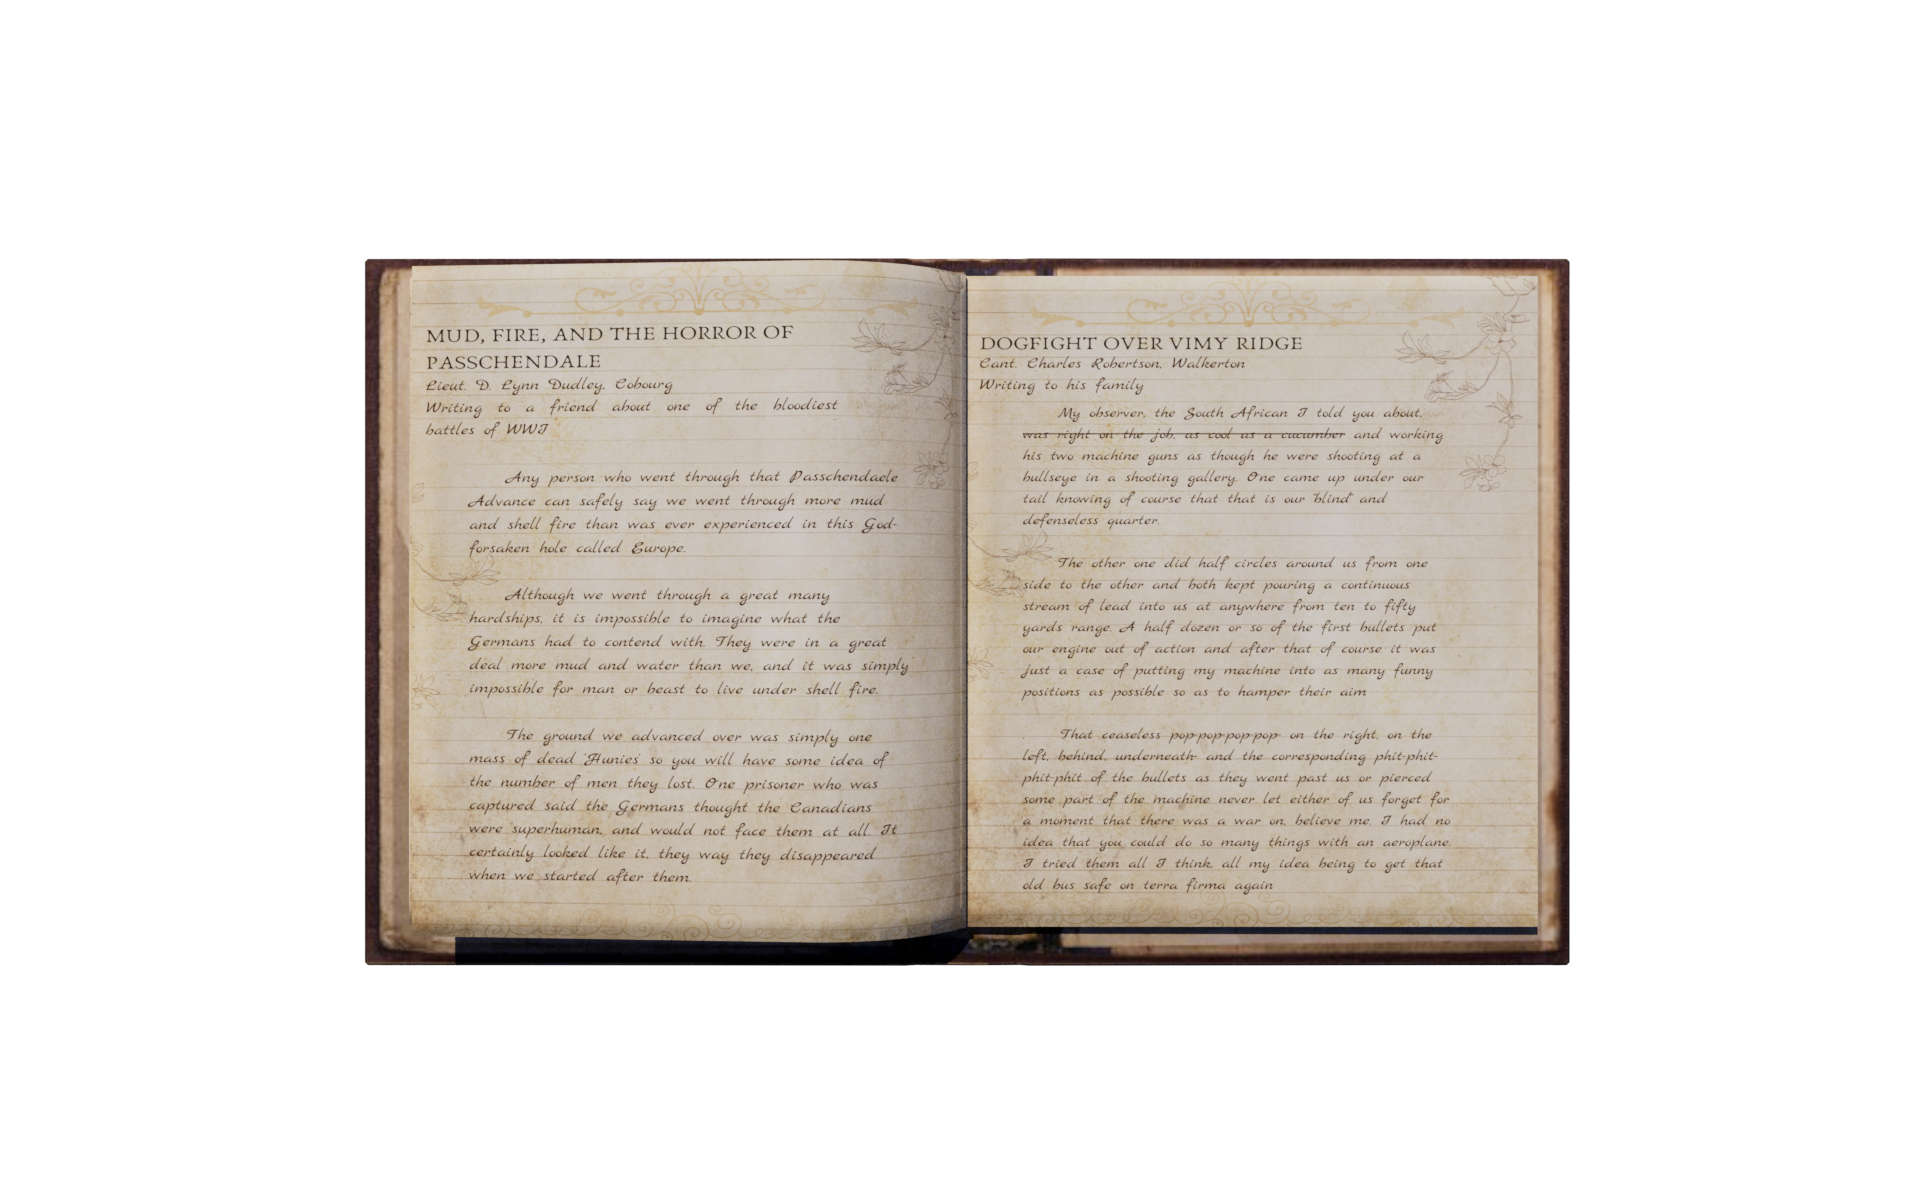 MUD, FIRE, AND THE HORROR OF
PASSCHENDALE
Lieut. D. Lynn Dudley, Cobourg
Writing to a friend about one of the bloodiest
battles of WWI
Any person who went through that Passchendaele
Advance can safely say we went through more mud
and shell fire than was ever experienced in this God-
forsaken hole called Europe.
Although we went through a great many
hardships, it is impossible to imagine what the
Germans had to contend with. They were in a great
deal more mud and water than we, and it was simply
impossible for man or beast to live under shell fire.
The ground we advanced over was simply one
mass of dead 'Hunies' so you will have some idea of
the number of men they lost. One prisoner who was
captured said the Germans thought the Canadians
were superhuman, and would not face them at all. It
certainly looked like it, they way they disappeared
when we started after them.
DOGFIGHT OVER VIMY RIDGE
Cant. Charles Robertson, Walkerton
Writing to his family
My observer, the South African I told you about,
was right on the job, as cool as a cucumber and working
his two machine guns as though he were shooting at a
bullseye in a shooting gallery. One came up under our
tail knowing of course that that is our "blind" and
defenseless quarter.
The other one did half circles around us from one
side to the other and both kept pouring a continuous
stream of lead into us at anywhere from ten to fifty
yards range. A half dozen or so of the first bullets put
our engine out of action and after that of course it was
just a case of putting my machine into as many funny
positions as possible so as to hamper their aim
That ceaseless pop-pop-pop-pop- on the right, on the
left, behind, underneath- and the corresponding phit-phit-
phit-phit of the bullets as they went past us or pierced
some part of the machine never let either of us forget for
a moment that there was a war on, believe me. I had no
idea that you could do so many things with an aeroplane.
I tried them all I think, all my idea being to get that
old bus safe on terra firma again